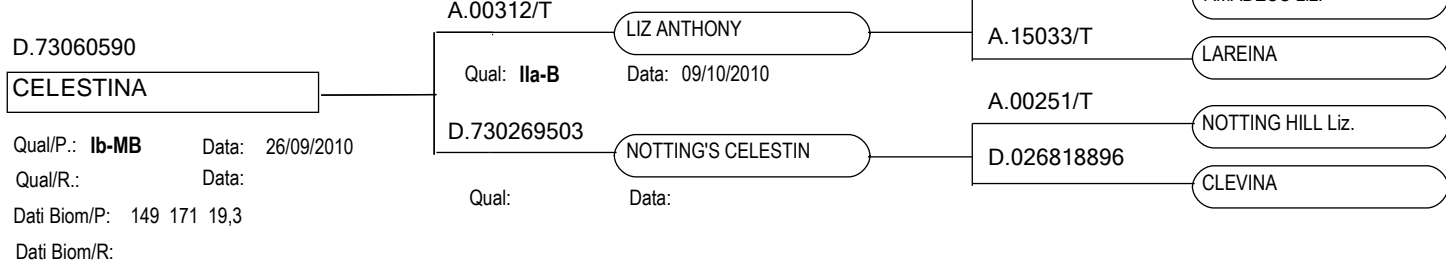 D.73060590
CELESTINA
Qual/P.: Ib-MB Data: 26/09/2010
Qual/R.: Data:
Dati Biom/P: 149 171 19,3
Dati Biom/R:
A.00312/T
LIZ ANTHONY
Qual: IIa-B Data: 09/10/2010
D.730269503
NOTTING'S CELESTIN
Qual: Data:
A.15033/T
LAREINA
A.00251/T
NOTTING HILL Liz.
D.026818896
CLEVINA